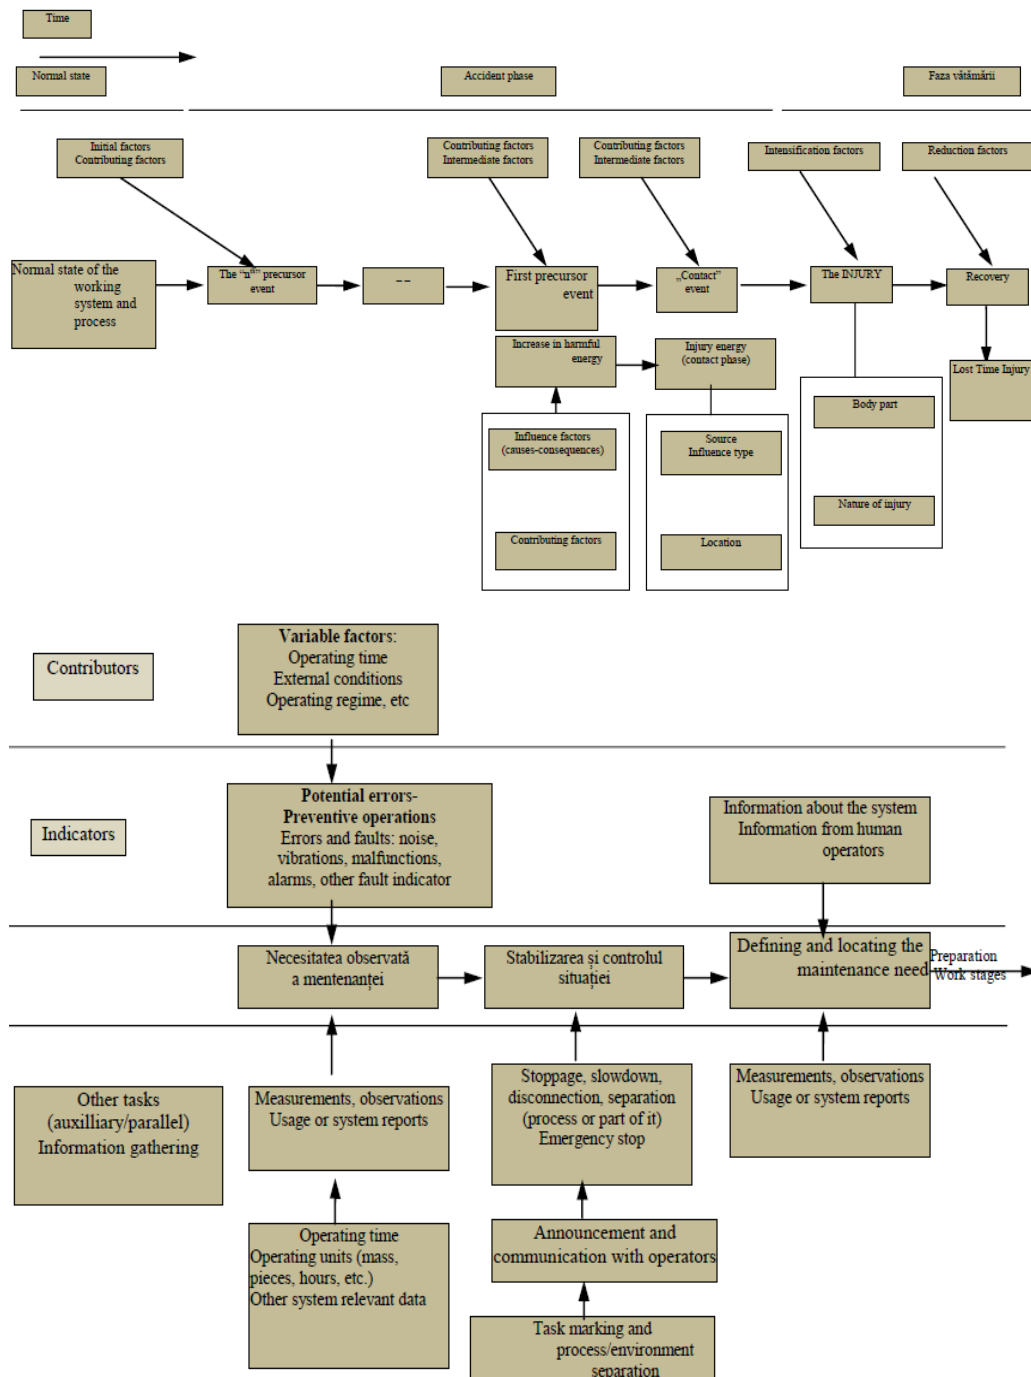 Time
Normal state
Accident phase
Faza vătămării
Initial factors
Contributing factors
Contributing factors
Intermediate factors
Contributing factors
Intermediate factors
Intensification factors
Reduction factors
Normal state of the
working
system and
process
The “nth” precursor
event
--
First precursor
event
„Contact”
event
The INJURY
Recovery
Increase in harmful
energy
Injury energy
(contact phase)
Lost Time Injury
Influence factors
(causes-consequences)
Source
Influence type
Body part
Contributing factors
Location
Nature of injury
Contributors
Variable factors:
Operating time
External conditions
Operating regime, etc
Indicators
Potential errors-
Preventive operations
Errors and faults: noise,
vibrations, malfunctions,
alarms, other fault indicator
Information about the system
Information from human
operators
Necesitatea observată
a mentenanței
Stabilizarea și controlul
situației
Defining and locating the
maintenance need
Preparation
Work stages
Other tasks
(auxilliary/parallel)
Information gathering
Measurements, observations
Usage or system reports
Stoppage, slowdown,
disconnection, separation
(process or part of it)
Emergency stop
Measurements, observations
Usage or system reports
Operating time
Operating units (mass,
pieces, hours, etc.)
Other system relevant data
Announcement and
communication with operators
Task marking and
process/environment
separation